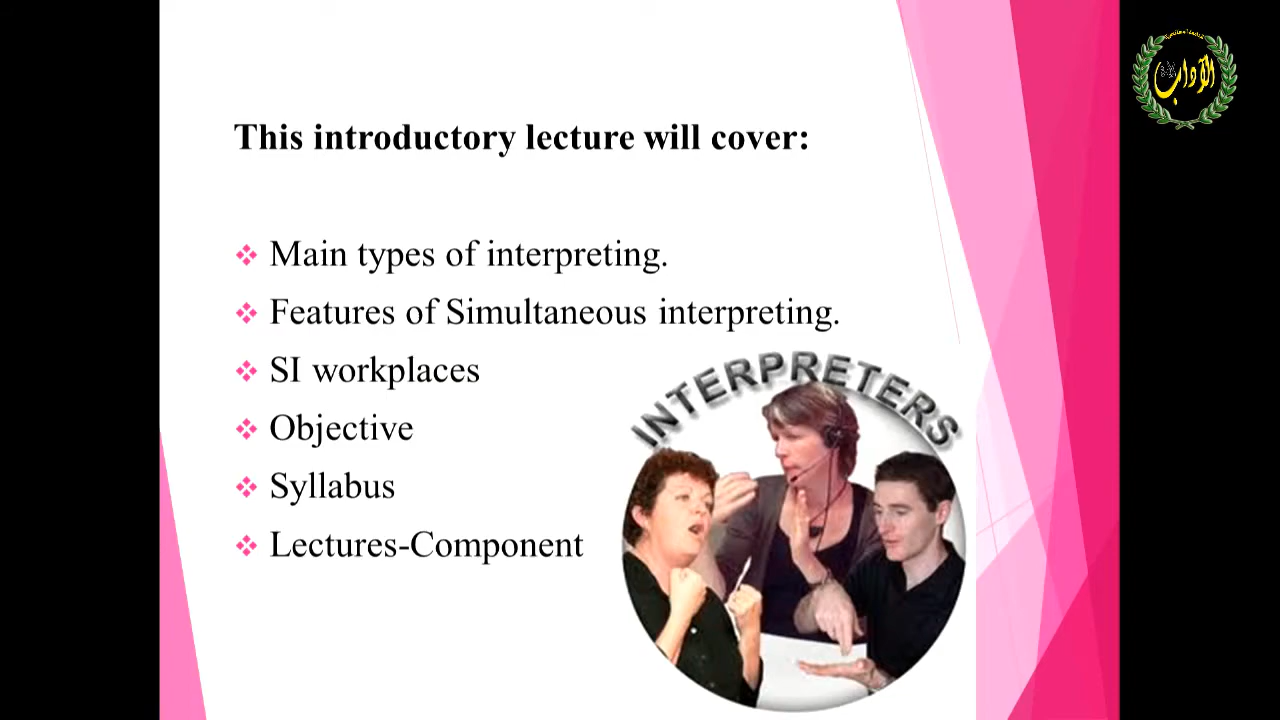 This introductory lecture will cover:
Main types of interpreting.
Features of Simultaneous interpreting.
SI workplaces
Objective
Syllabus
Lectures-Component
INTERPRETERS
الآداب